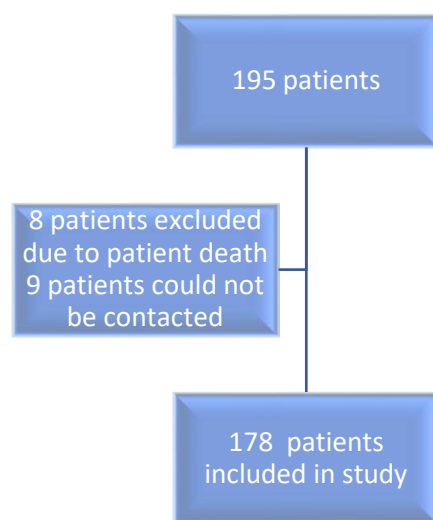 195 patients
8 patients excluded
due to patient death
9 patients could not
be contacted
178 patients
included in study